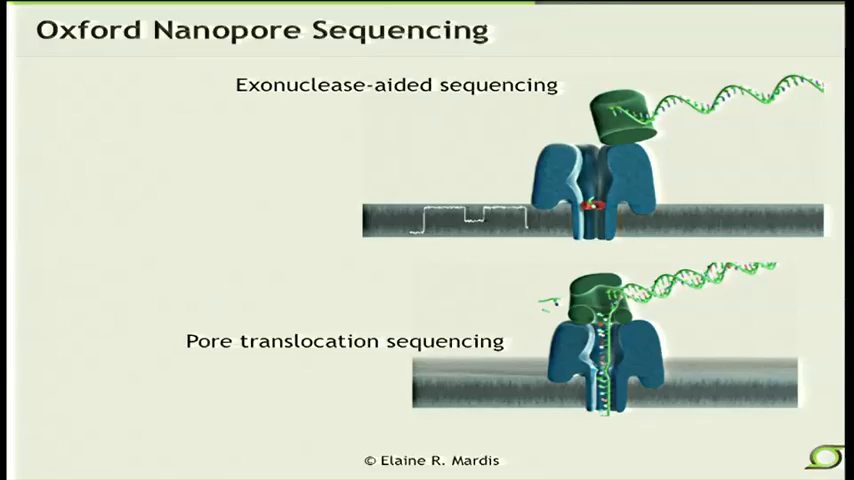 Oxford Nanopore Sequencing
Exonuclease-aided sequencing
Pore translocation sequencing
© Elaine R. Mardis